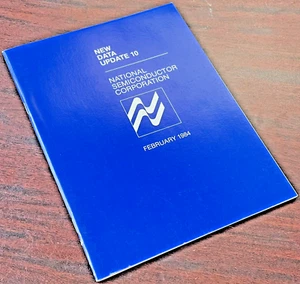 NEW
DATA
UPDATE 10
NATIONAL
SEMICONDUCTOR
CORPORATION
FEBRUARY 1984